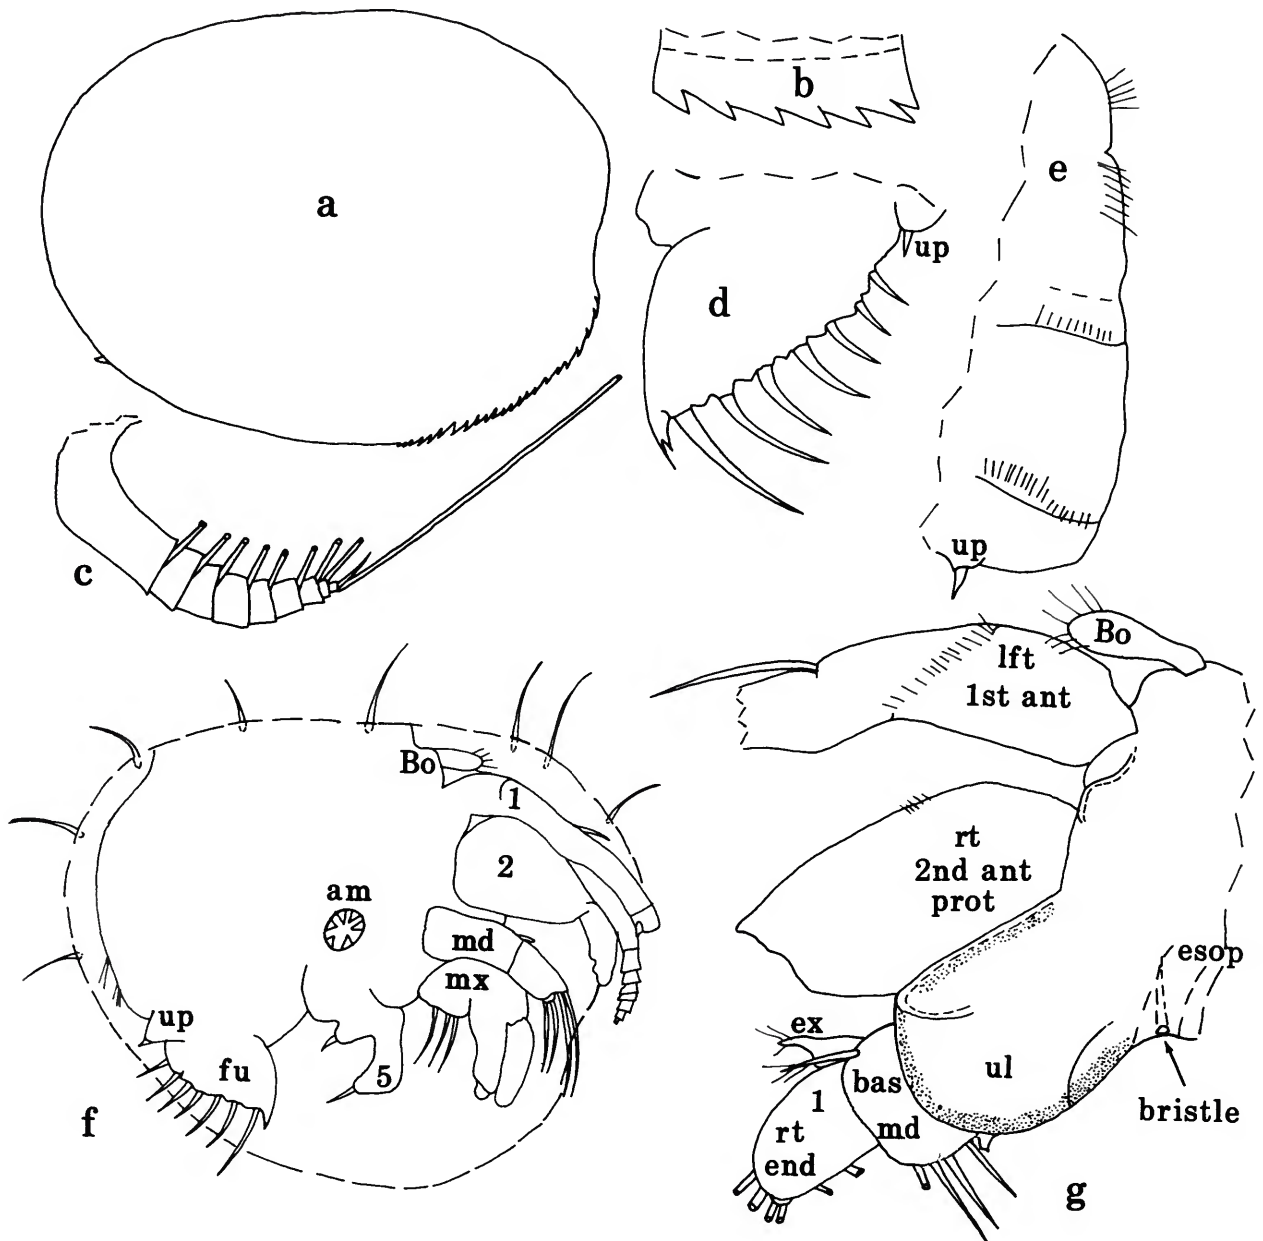 a
b
c
d
up
e
up
f
Bo
1
2
am
md
mx
up
fu
5
Bo
lft
1st ant
rt
2nd ant
prot
esop
ex
ul
bas
1
md
rt
end
bristle
g